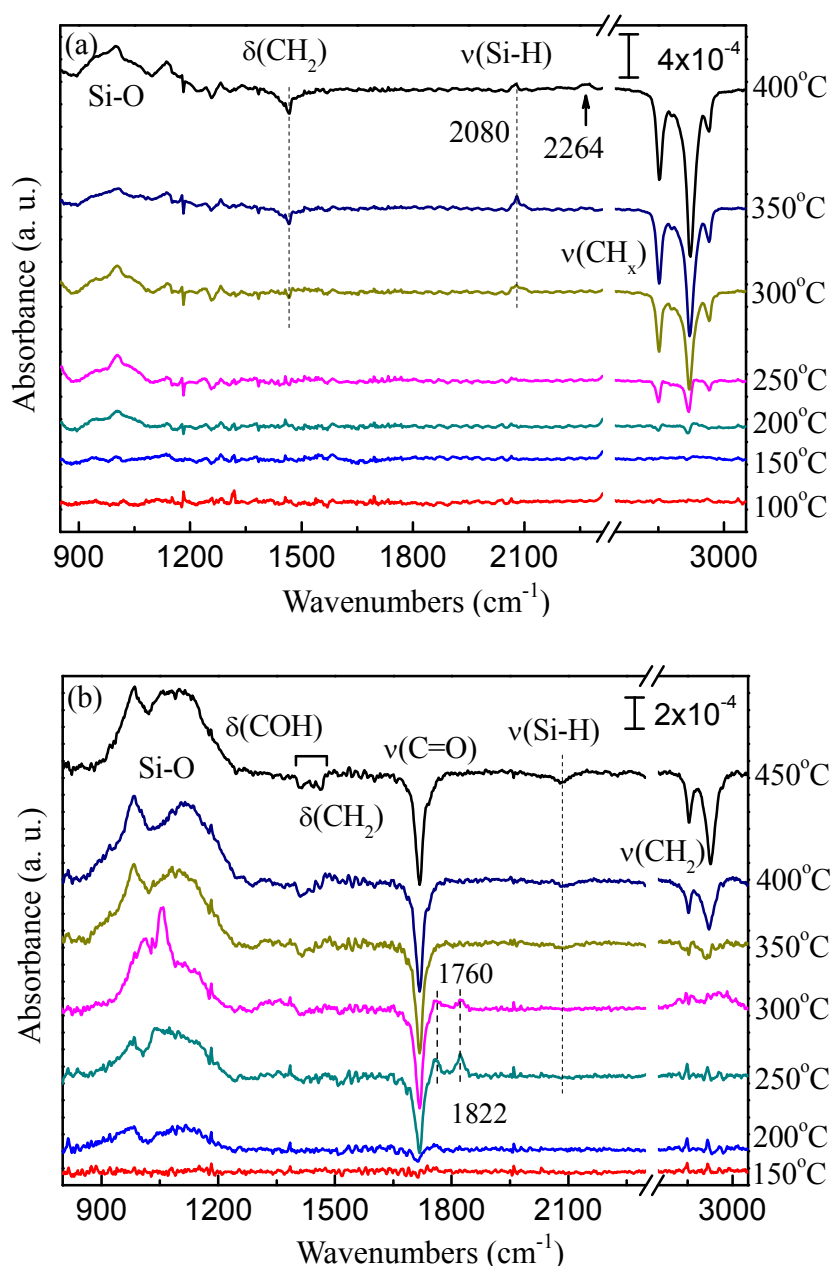 (a)
δ(CH₂)
ν(Si-H)
4x10⁻⁴
Si-O
2080
2264
400°C
350°C
ν(CHₓ)
300°C
250°C
200°C
150°C
100°C
Absorbance (a. u.)
900 1200 1500 1800 2100 3000
Wavenumbers (cm⁻¹)
(b)
2x10⁻⁴
δ(COH)
ν(C=O)
ν(Si-H)
Si-O
δ(CH₂)
450°C
ν(CH₂)
400°C
350°C
1760
300°C
250°C
1822
200°C
150°C
Absorbance (a. u.)
900 1200 1500 1800 2100 3000
Wavenumbers (cm⁻¹)